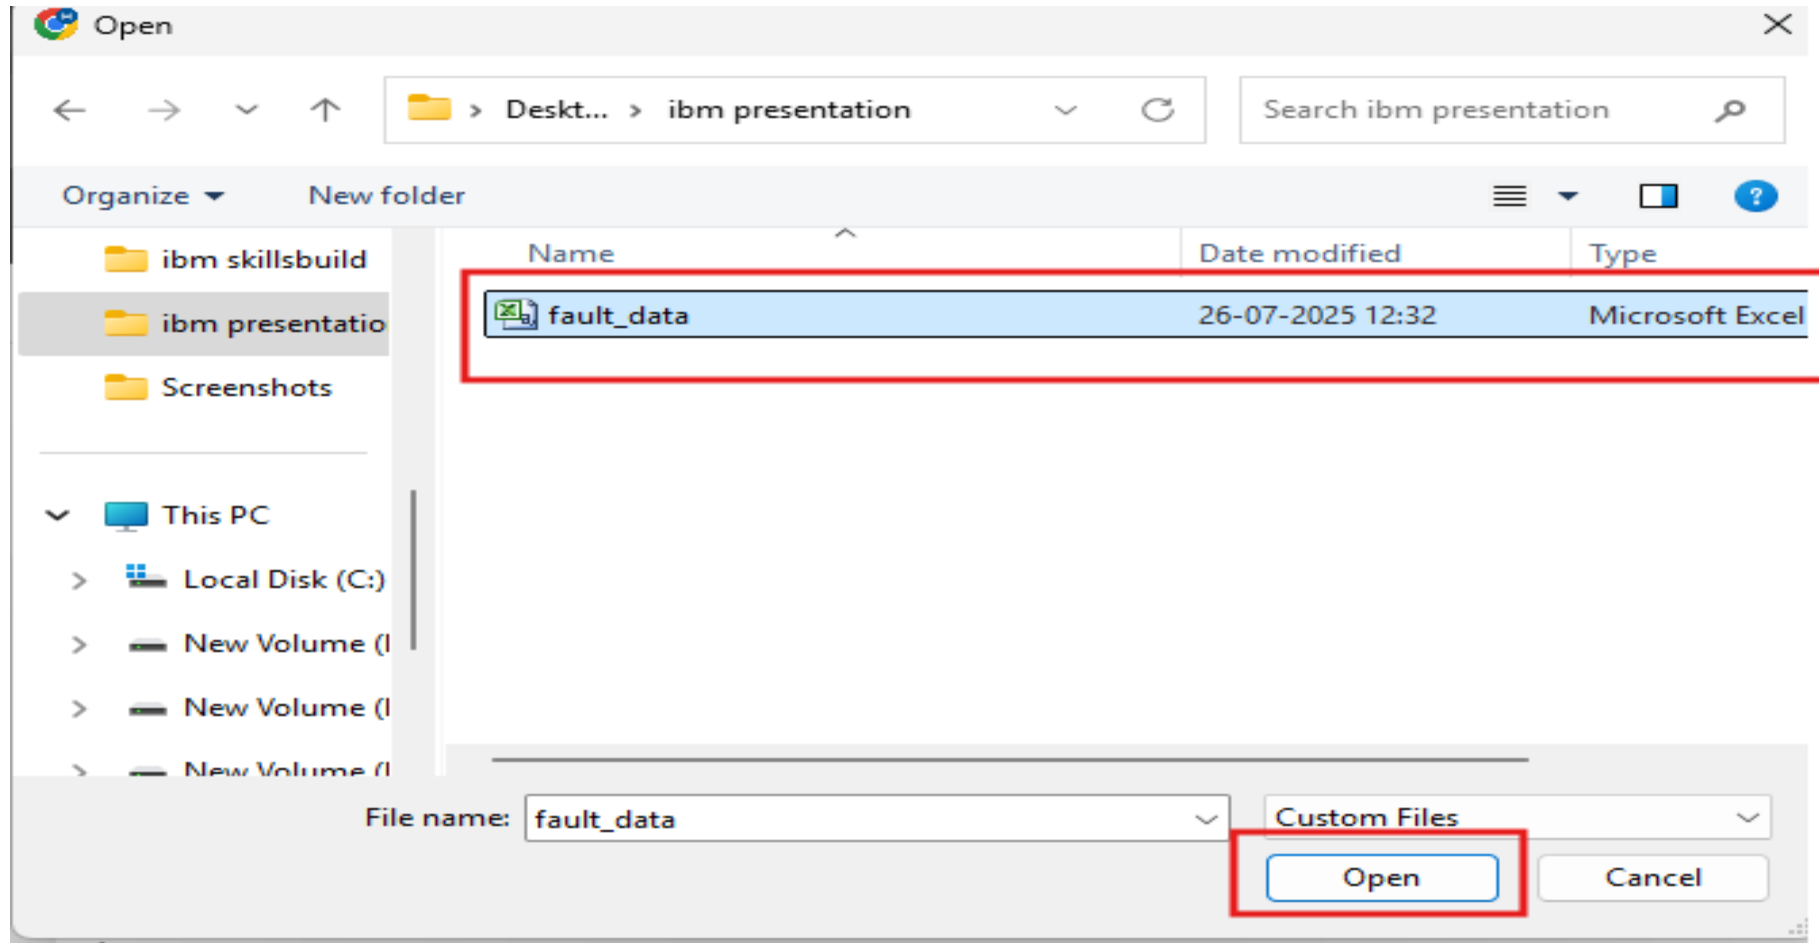 Open
Deskt... > ibm presentation
Search ibm presentation
Organize
New folder
Name
Date modified
Type
ibm skillsbuild
fault_data
26-07-2025 12:32
Microsoft Excel
ibm presentatio
Screenshots
This PC
Local Disk (C:)
New Volume (
New Volume (
New Volume (
File name:
fault_data
Custom Files
Open
Cancel